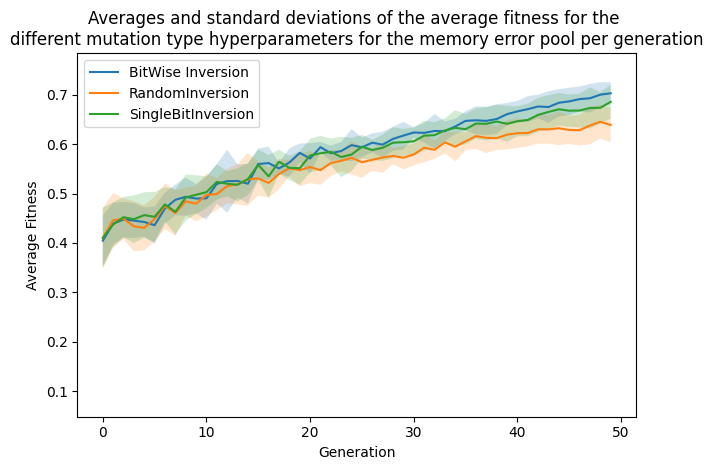 Averages and standard deviations of the average fitness for the
different mutation type hyperparameters for the memory error pool per generation
BitWise Inversion
RandomInversion
SingleBitInversion
0.7
0.6
0.5
0.4
0.3
0.2
0.1
Average Fitness
0 10 20 30 40 50
Generation